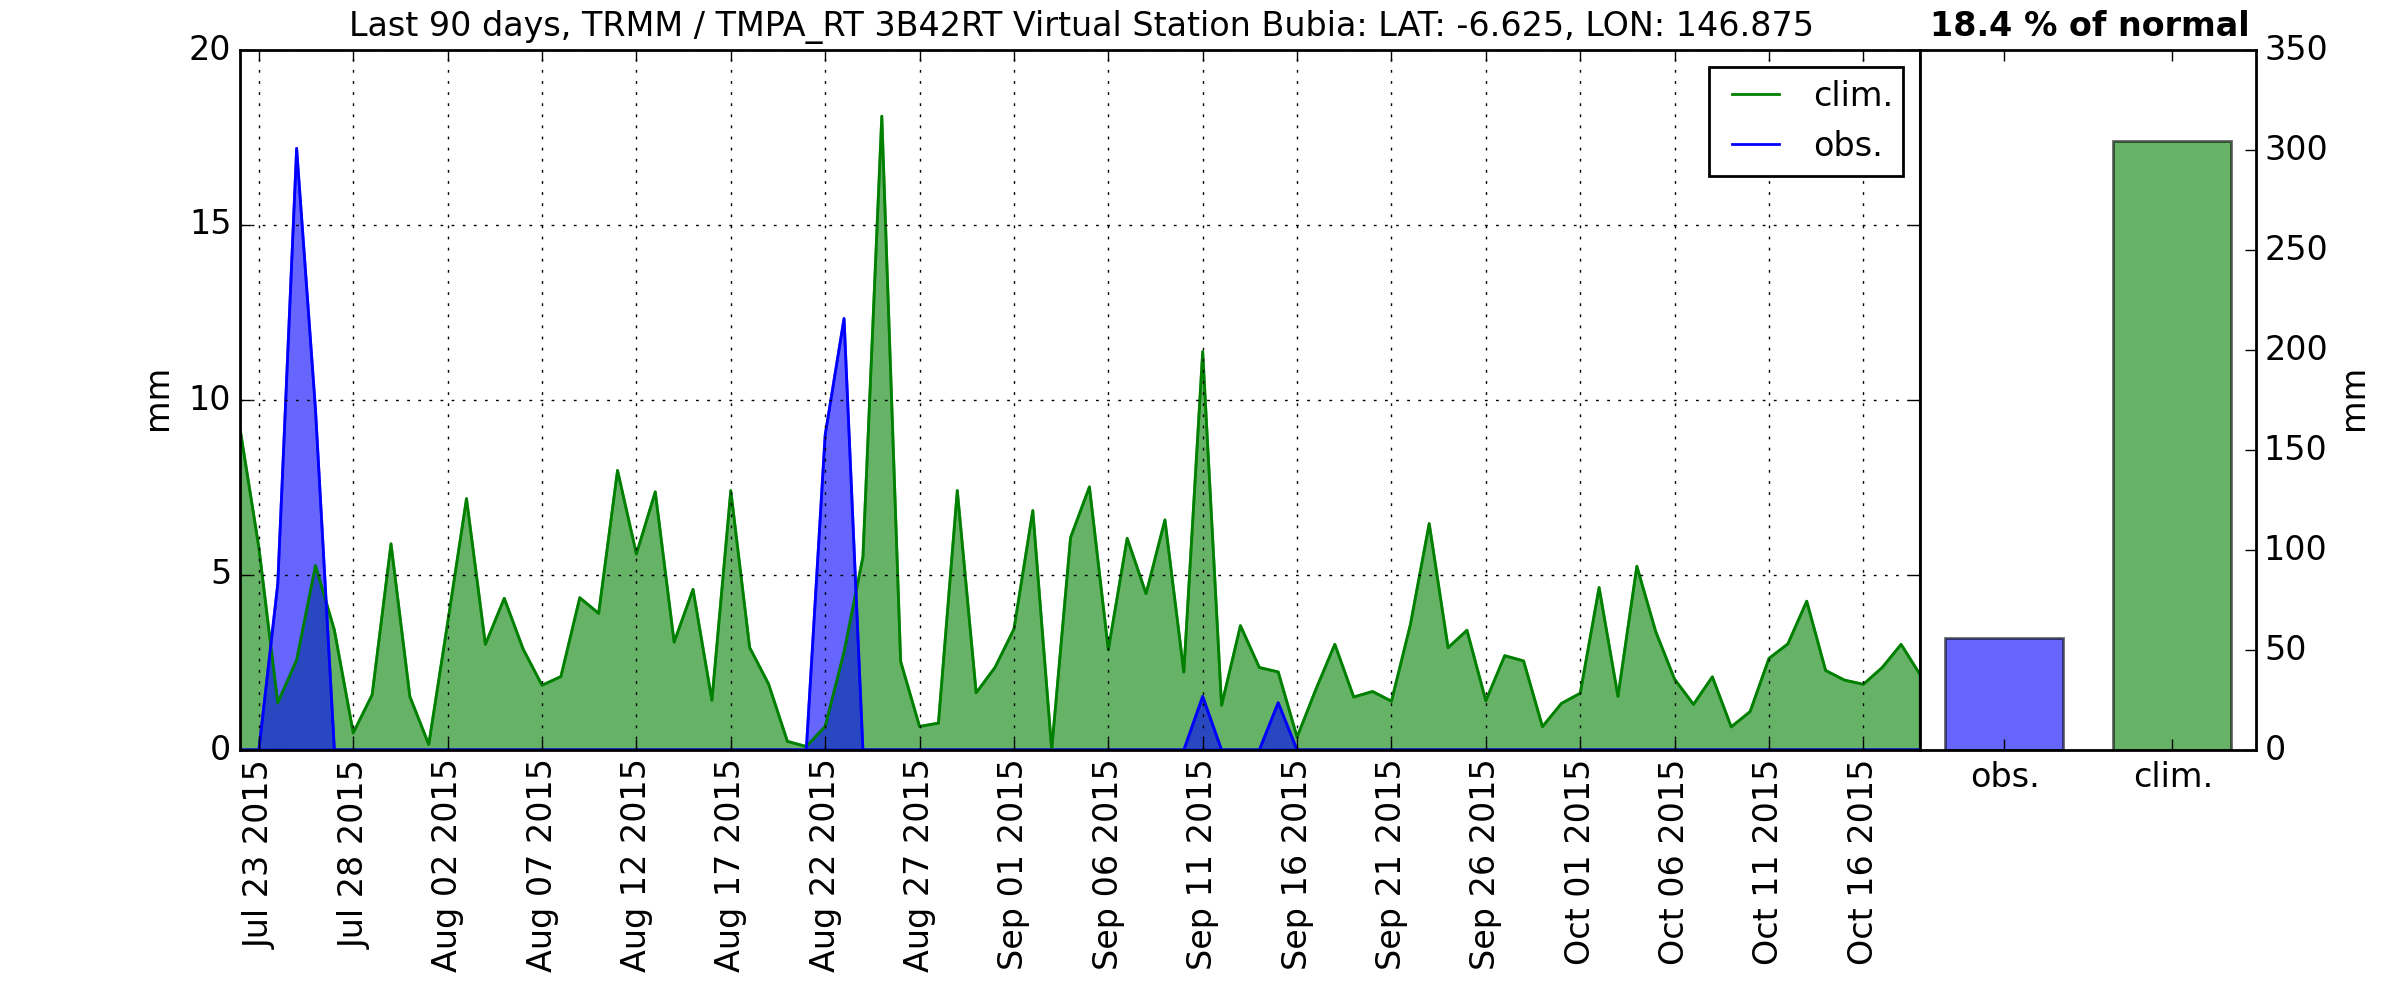 Last 90 days, TRMM / TMPA_RT 3B42RT Virtual Station Bubia: LAT: -6.625, LON: 146.875
18.4 % of normal
clim.
obs.
20
15
10
5
0
mm
Jul 23 2015
Jul 28 2015
Aug 02 2015
Aug 07 2015
Aug 12 2015
Aug 17 2015
Aug 22 2015
Aug 27 2015
Sep 01 2015
Sep 06 2015
Sep 11 2015
Sep 16 2015
Sep 21 2015
Sep 26 2015
Oct 01 2015
Oct 06 2015
Oct 11 2015
Oct 16 2015
350
300
250
200
150
100
50
0
mm
obs.
clim.